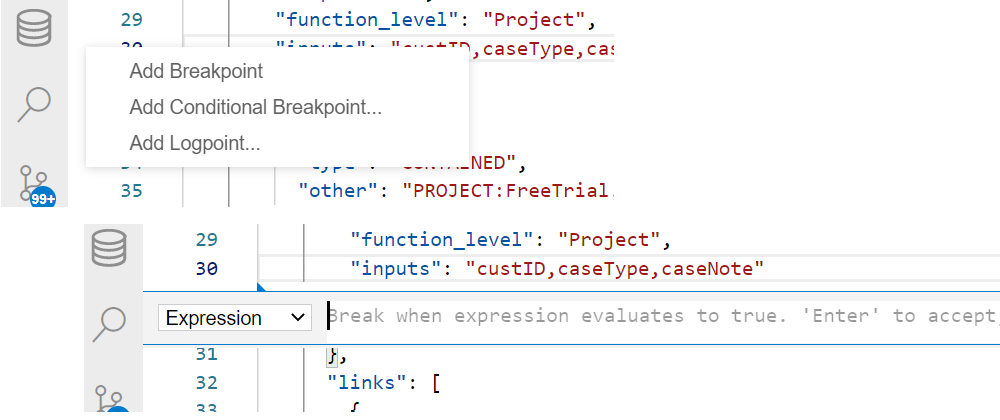 29 "function_level": "Project",
30 "inputs": "custID,caseType,cas
Add Breakpoint
Add Conditional Breakpoint...
Add Logpoint...
34 "type": "CONTAINED",
35 "other": "PROJECT:FreeTrial.
99+
29 "function_level": "Project",
30 "inputs": "custID,caseType,caseNote"
Expression Break when expression evaluates to true. 'Enter' to accept,
31 },
32 "links": [
33 {